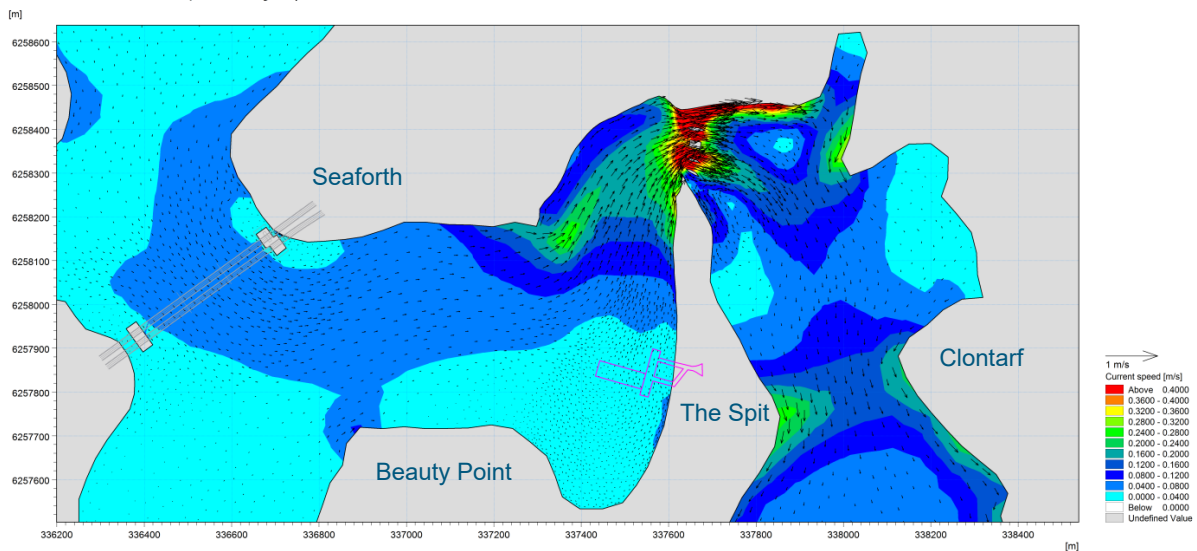 [m]
6258600
6258500
6258400
6258300
6258200
6258100
6258000
6257900
6257800
6257700
6257600
Seaforth
Clontarf
The Spit
Beauty Point
336200 336400 336600 336800 337000 337200 337400 337600 337800 338000 338200 338400
[m]
1 m/s
Current speed [m/s]
Above 0.4000
0.3600 - 0.4000
0.3200 - 0.3600
0.2800 - 0.3200
0.2400 - 0.2800
0.2000 - 0.2400
0.1600 - 0.2000
0.1200 - 0.1600
0.0800 - 0.1200
0.0400 - 0.0800
0.0000 - 0.0400
Below 0.0000
Undefined Value